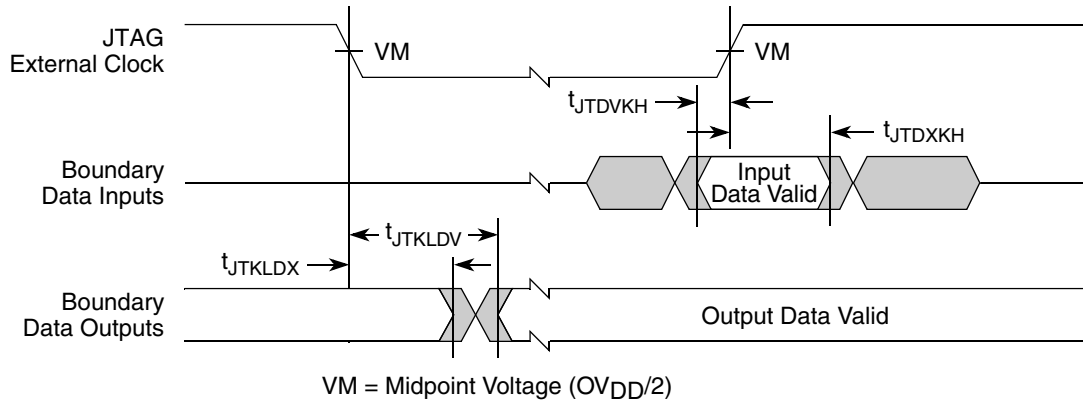 JTAG
External Clock
VM
VM
tJTDVKH
tJTDXKH
Boundary
Data Inputs
Input
Data Valid
tJTKLDV
tJTKLDX
Boundary
Data Outputs
Output Data Valid
VM = Midpoint Voltage (OVDD/2)